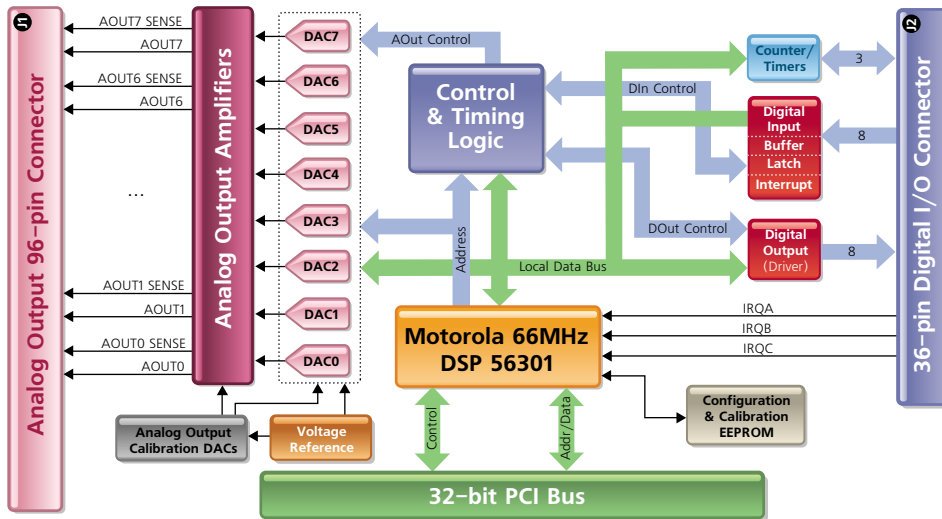 J1
Analog Output 96-pin Connector
AOUT7 SENSE
AOUT7
AOUT6 SENSE
AOUT6
...
AOUT1 SENSE
AOUT1
AOUT0 SENSE
AOUT0
Analog Output Amplifiers
DAC7
DAC6
DAC5
DAC4
DAC3
DAC2
DAC1
DAC0
Analog Output
Calibration DACs
Voltage
Reference
AOut Control
Control
& Timing
Logic
Address
Local Data Bus
DIn Control
DOut Control
Counter/
Timers
3
Digital
Input
Buffer
Latch
Interrupt
8
Digital
Output
(Driver)
8
J2
36-pin Digital I/O Connector
Motorola 66MHz
DSP 56301
IRQA
IRQB
IRQC
Configuration
& Calibration
EEPROM
Control
Addr/Data
32-bit PCI Bus